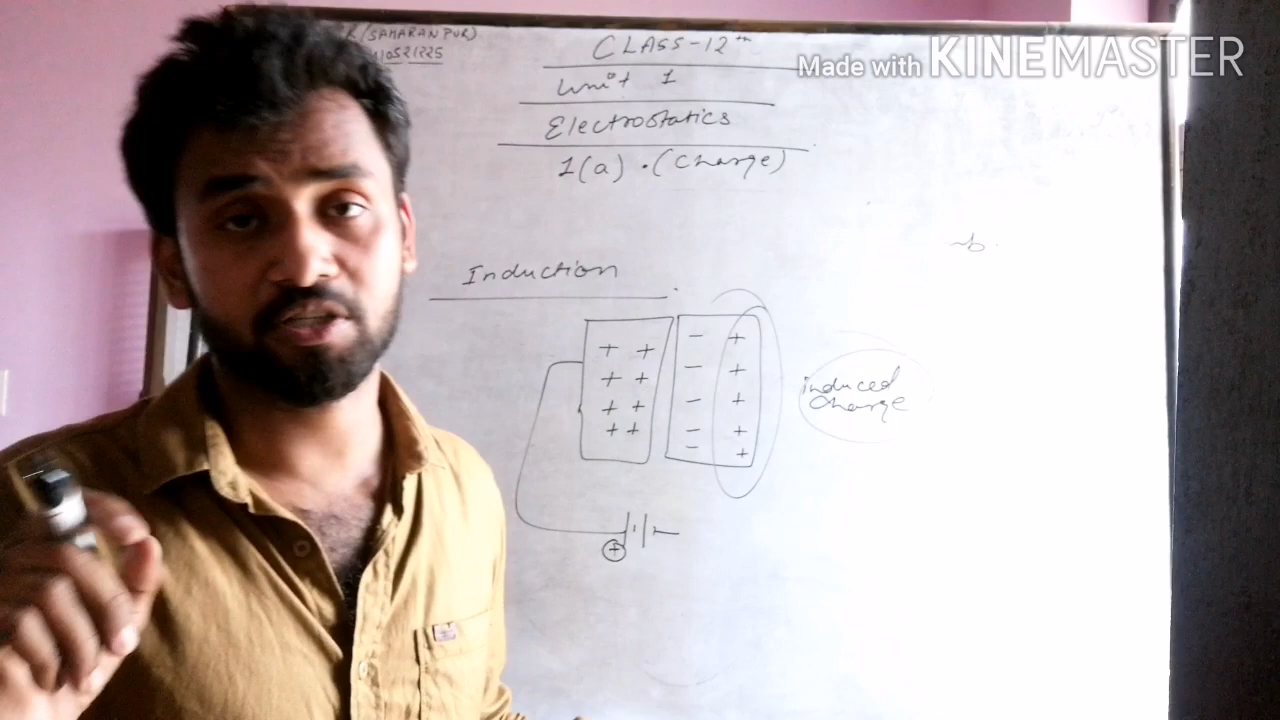 (SAHARANPUR)
CLASS-12th
Made with KINEMASTER
Unit 1
Electrostatics
1(a) . (Charge)
Induction
+ + - +
+ + - +
+ + - +
+ + - +
- +
induced
charge
+